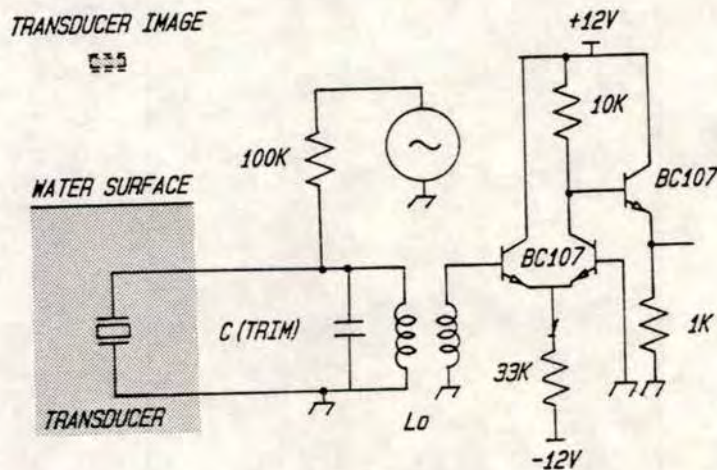 TRANSDUCER IMAGE
+12V
10K
100K
BC107
WATER SURFACE
BC107
C (TRIM)
1K
33K
TRANSDUCER
Lo
-12V